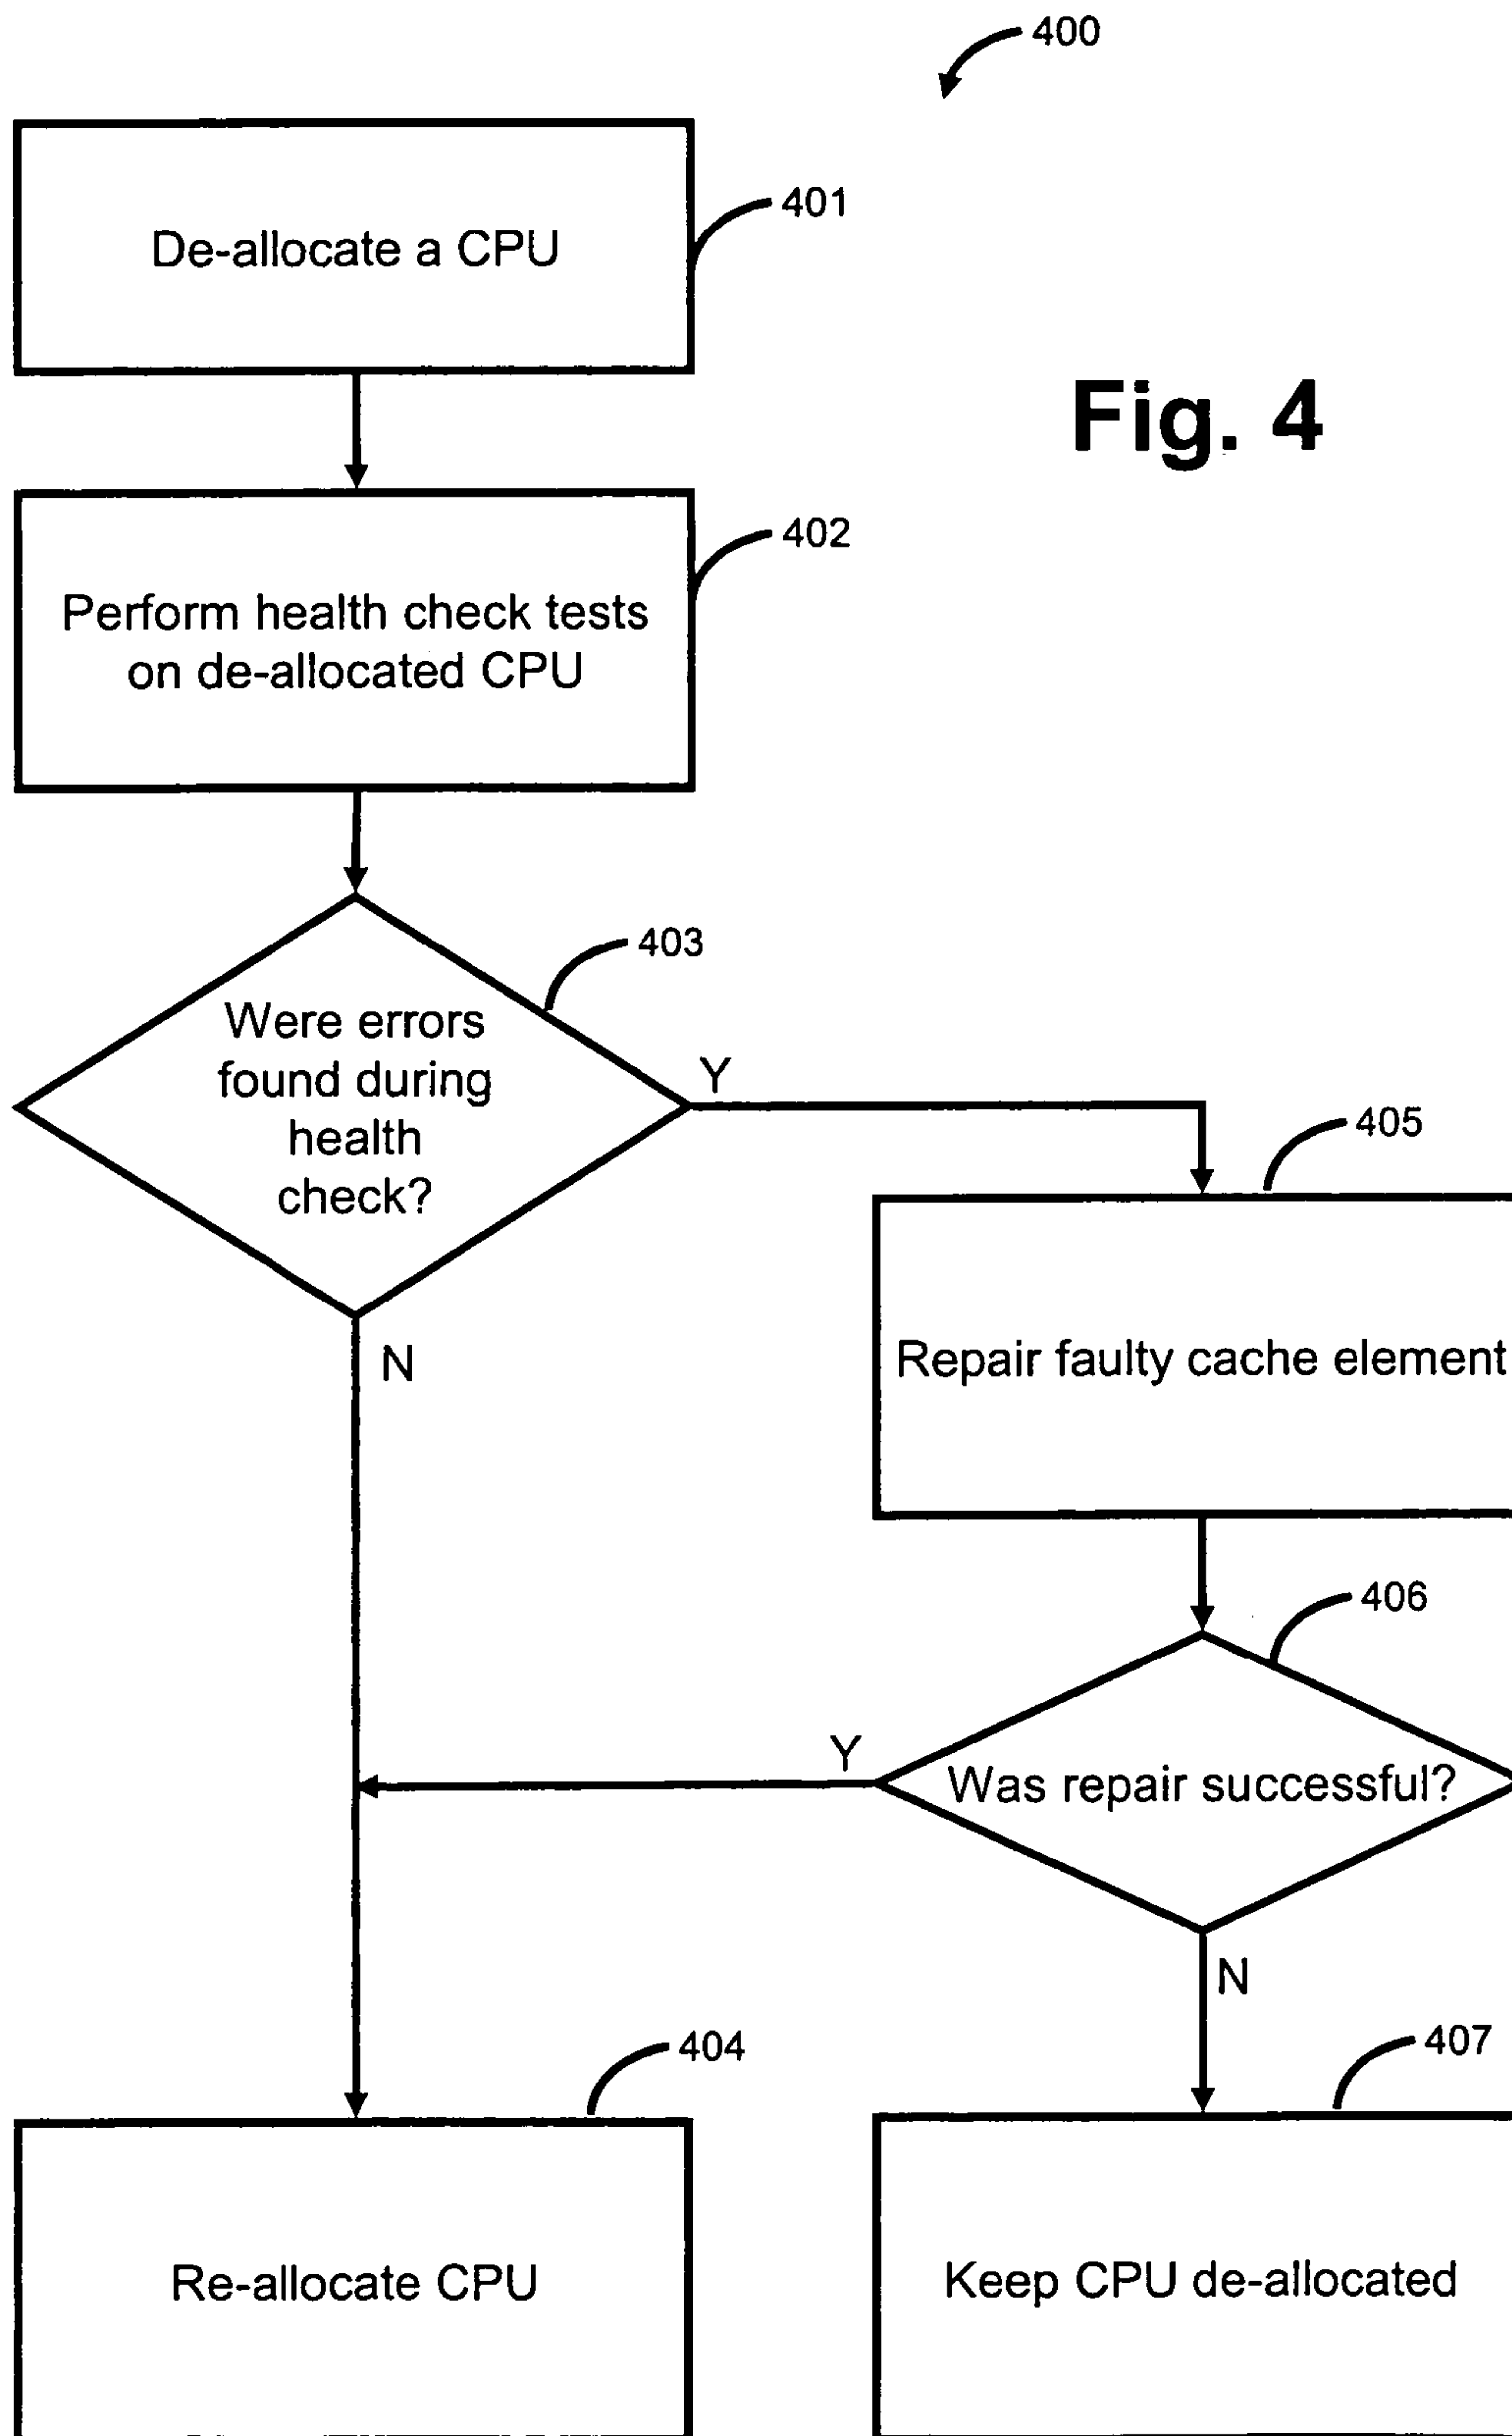 400
De-allocate a CPU
401
Fig. 4
Perform health check tests
on de-allocated CPU
402
Were errors
found during
health
check?
403
Y
N
405
Repair faulty cache element
406
Was repair successful?
Y
N
404
Re-allocate CPU
407
Keep CPU de-allocated